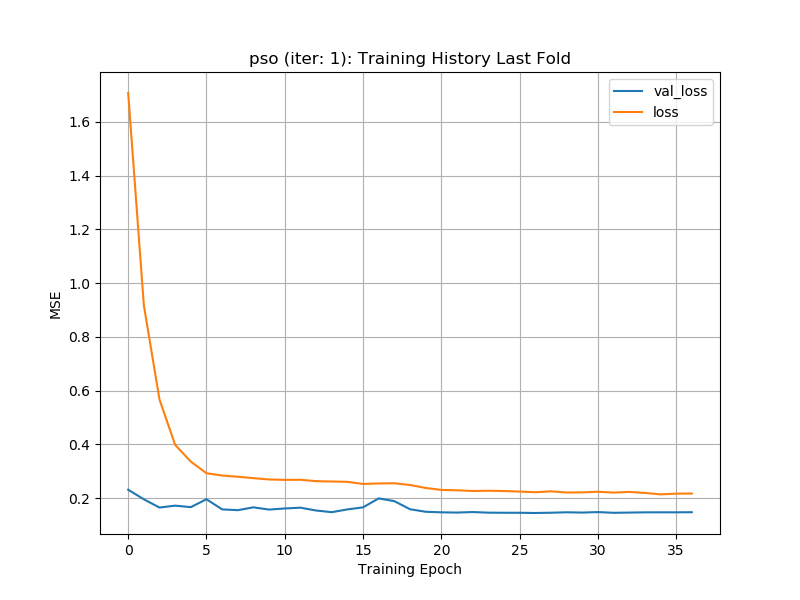 pso (iter: 1): Training History Last Fold
val_loss
loss
1.6
1.4
1.2
1.0
0.8
0.6
0.4
0.2
MSE
0 5 10 15 20 25 30 35
Training Epoch